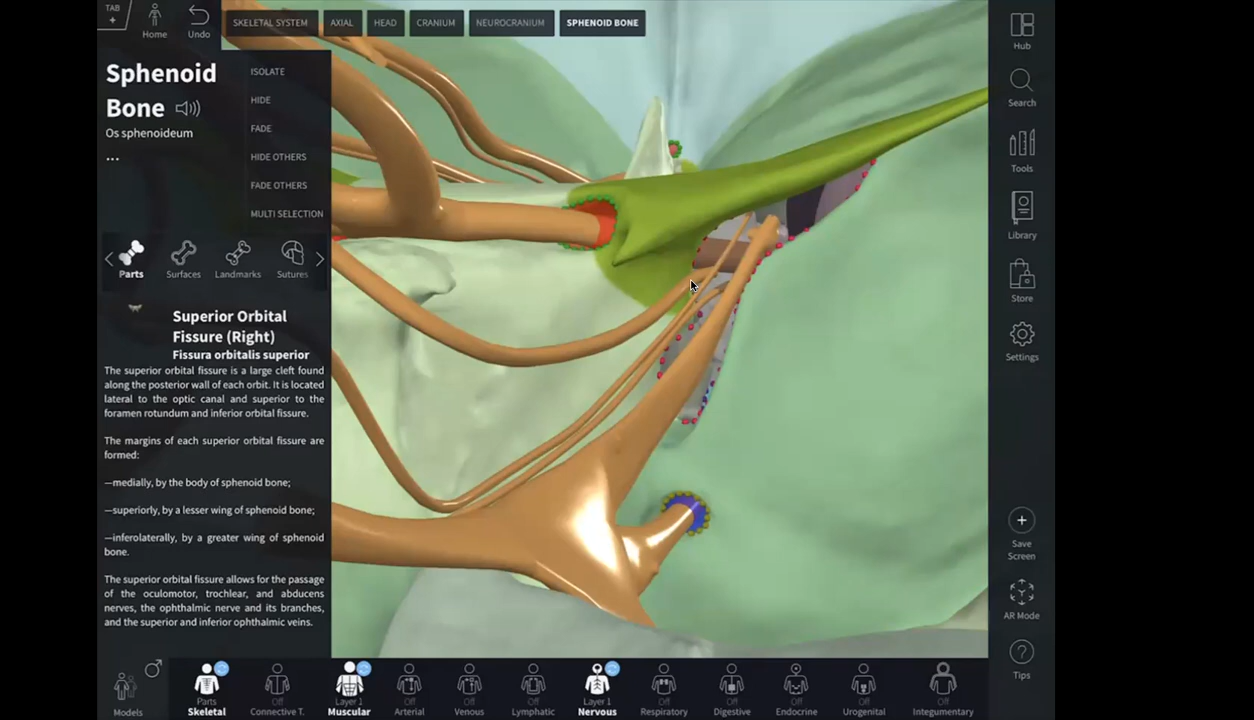 TAB
+
Home
Undo
SKELETAL SYSTEM
AXIAL
HEAD
CRANIUM
NEUROCRANIUM
SPHENOID BONE
Sphenoid
Bone
Os sphenoideum
...
ISOLATE
HIDE
FADE
HIDE OTHERS
FADE OTHERS
MULTI SELECTION
Parts
Surfaces
Landmarks
Sutures
Superior Orbital
Fissure (Right)
Fissura orbitalis superior
The superior orbital fissure is a large cleft found
along the posterior wall of each orbit. It is located
lateral to the optic canal and superior to the
foramen rotundum and inferior orbital fissure.
The margins of each superior orbital fissure are
formed:
—medially, by the body of sphenoid bone;
—superiorly, by a lesser wing of sphenoid bone;
—inferolaterally, by a greater wing of sphenoid
bone.
The superior orbital fissure allows for the passage
of the oculomotor, trochlear, and abducens
nerves, the ophthalmic nerve and its branches,
and the superior and inferior ophthalmic veins.
Hub
Search
Tools
Library
Store
Settings
Save
Screen
AR Mode
Tips
Models
Parts
Skeletal
Off
Connective T.
Layer 1
Muscular
Off
Arterial
Off
Venous
Off
Lymphatic
Layer 1
Nervous
Off
Respiratory
Off
Digestive
Off
Endocrine
Off
Urogenital
Off
Integumentary